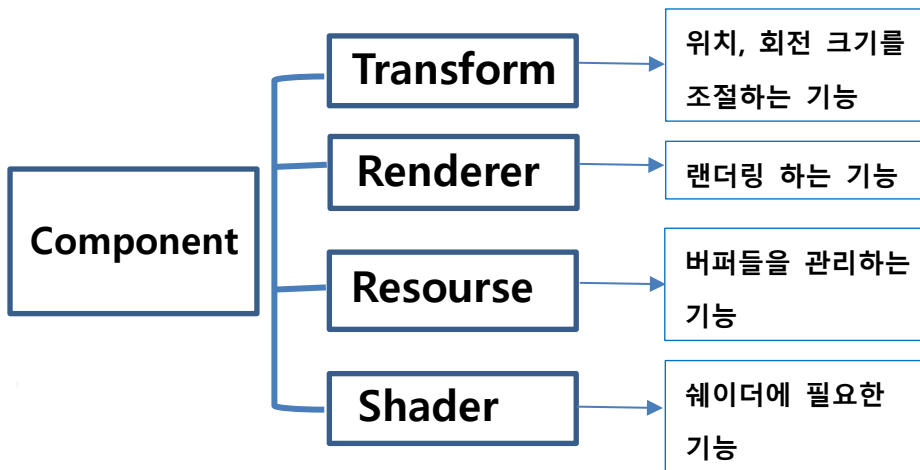 Transform
위치, 회전 크기를
조절하는 기능
Renderer
랜더링 하는 기능
Component
Resourse
버퍼들을 관리하는
기능
Shader
쉐이더에 필요한
기능